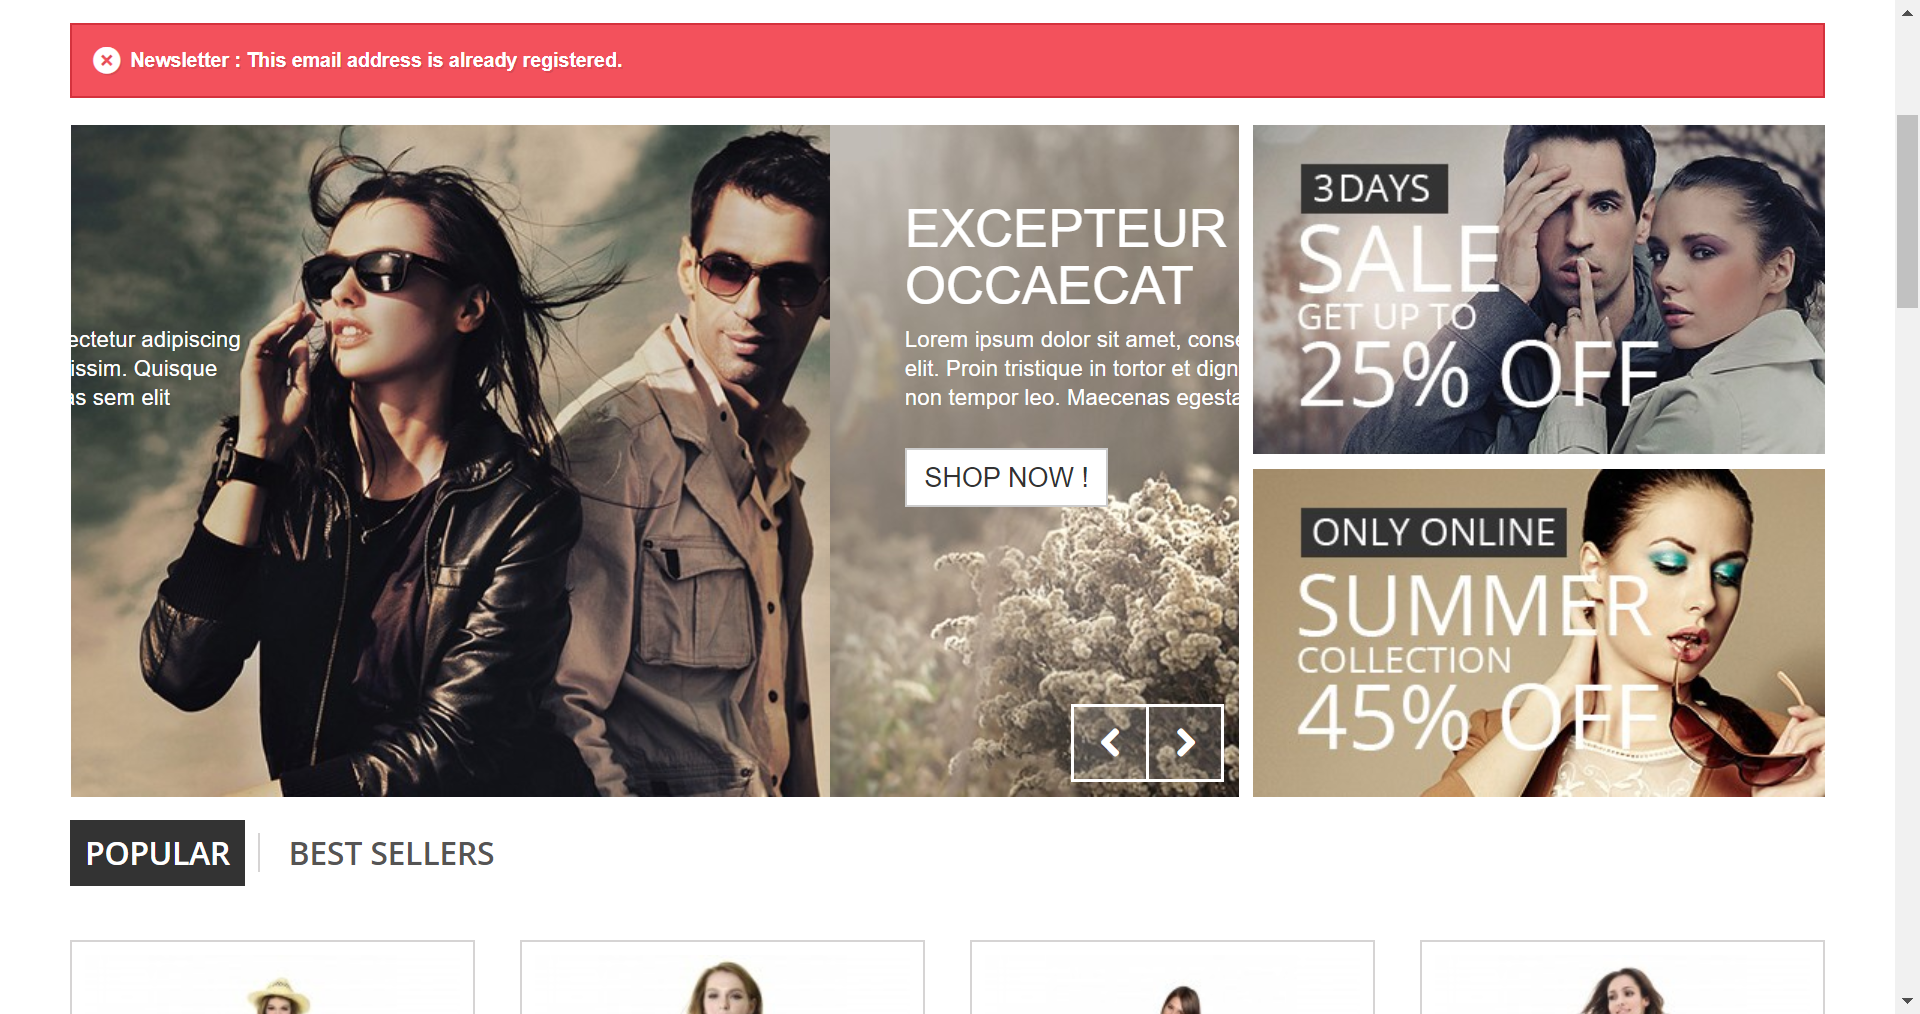 Newsletter : This email address is already registered.
ectetur adipiscing
issim. Quisque
as sem elit
EXCEPTEUR
OCCAECAT
Lorem ipsum dolor sit amet, conse
elit. Proin tristique in tortor et dign
non tempor leo. Maecenas egesta
SHOP NOW !
3 DAYS
SALE
GET UP TO
25% OFF
ONLY ONLINE
SUMMER
COLLECTION
45% OFF
POPULAR
BEST SELLERS